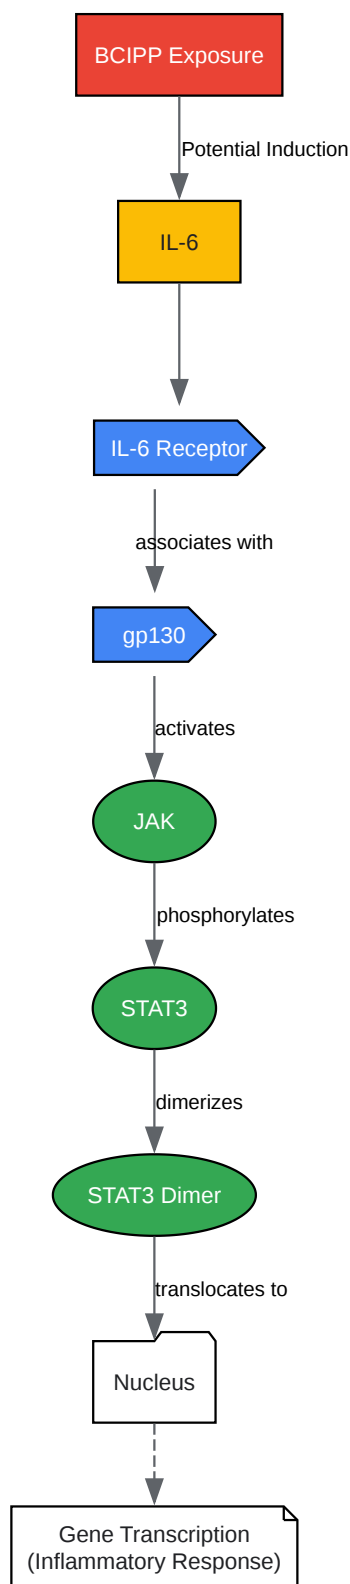 BCIPP Exposure
Potential Induction
IL-6
IL-6 Receptor
associates with
gp130
activates
JAK
phosphorylates
STAT3
dimerizes
STAT3 Dimer
translocates to
Nucleus
Gene Transcription
(Inflammatory Response)